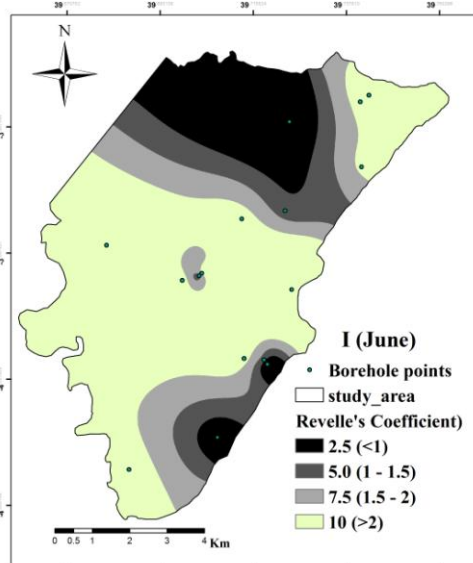 N
I (June)
Borehole points
study_area
Revelle's Coefficient)
2.5 (<1)
5.0 (1 - 1.5)
7.5 (1.5 - 2)
10 (>2)
0 0.5 1 2 3 4
Km